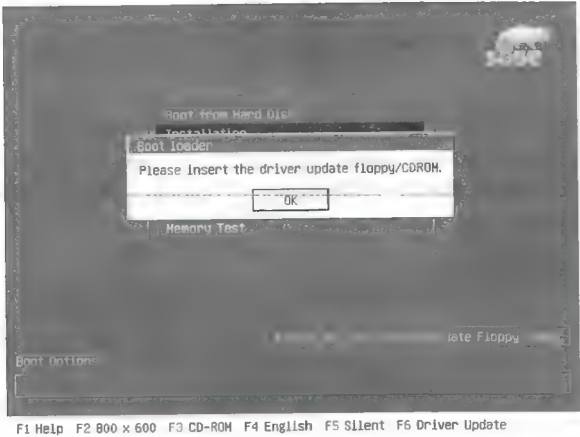 Boot from Hard Dis
Installation
Boot loader
Please insert the driver update floppy/CDROM.
OK
Memory Test
ate Floppy
Boot Options
F1 Help F2 800 x 600 F3 CD-ROM F4 English F5 Silent F6 Driver Update